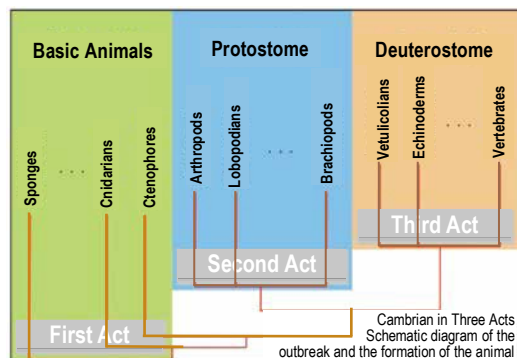 Basic Animals
Protostome
Deuterostome
Sponges
...
Cnidarians
Ctenophores
Arthropods
Lobopodians
...
Brachiopods
Vetulicolians
Echinoderms
...
Vertebrates
Third Act
Second Act
First Act
Cambrian in Three Acts
Schematic diagram of the
outbreak and the formation of the animal